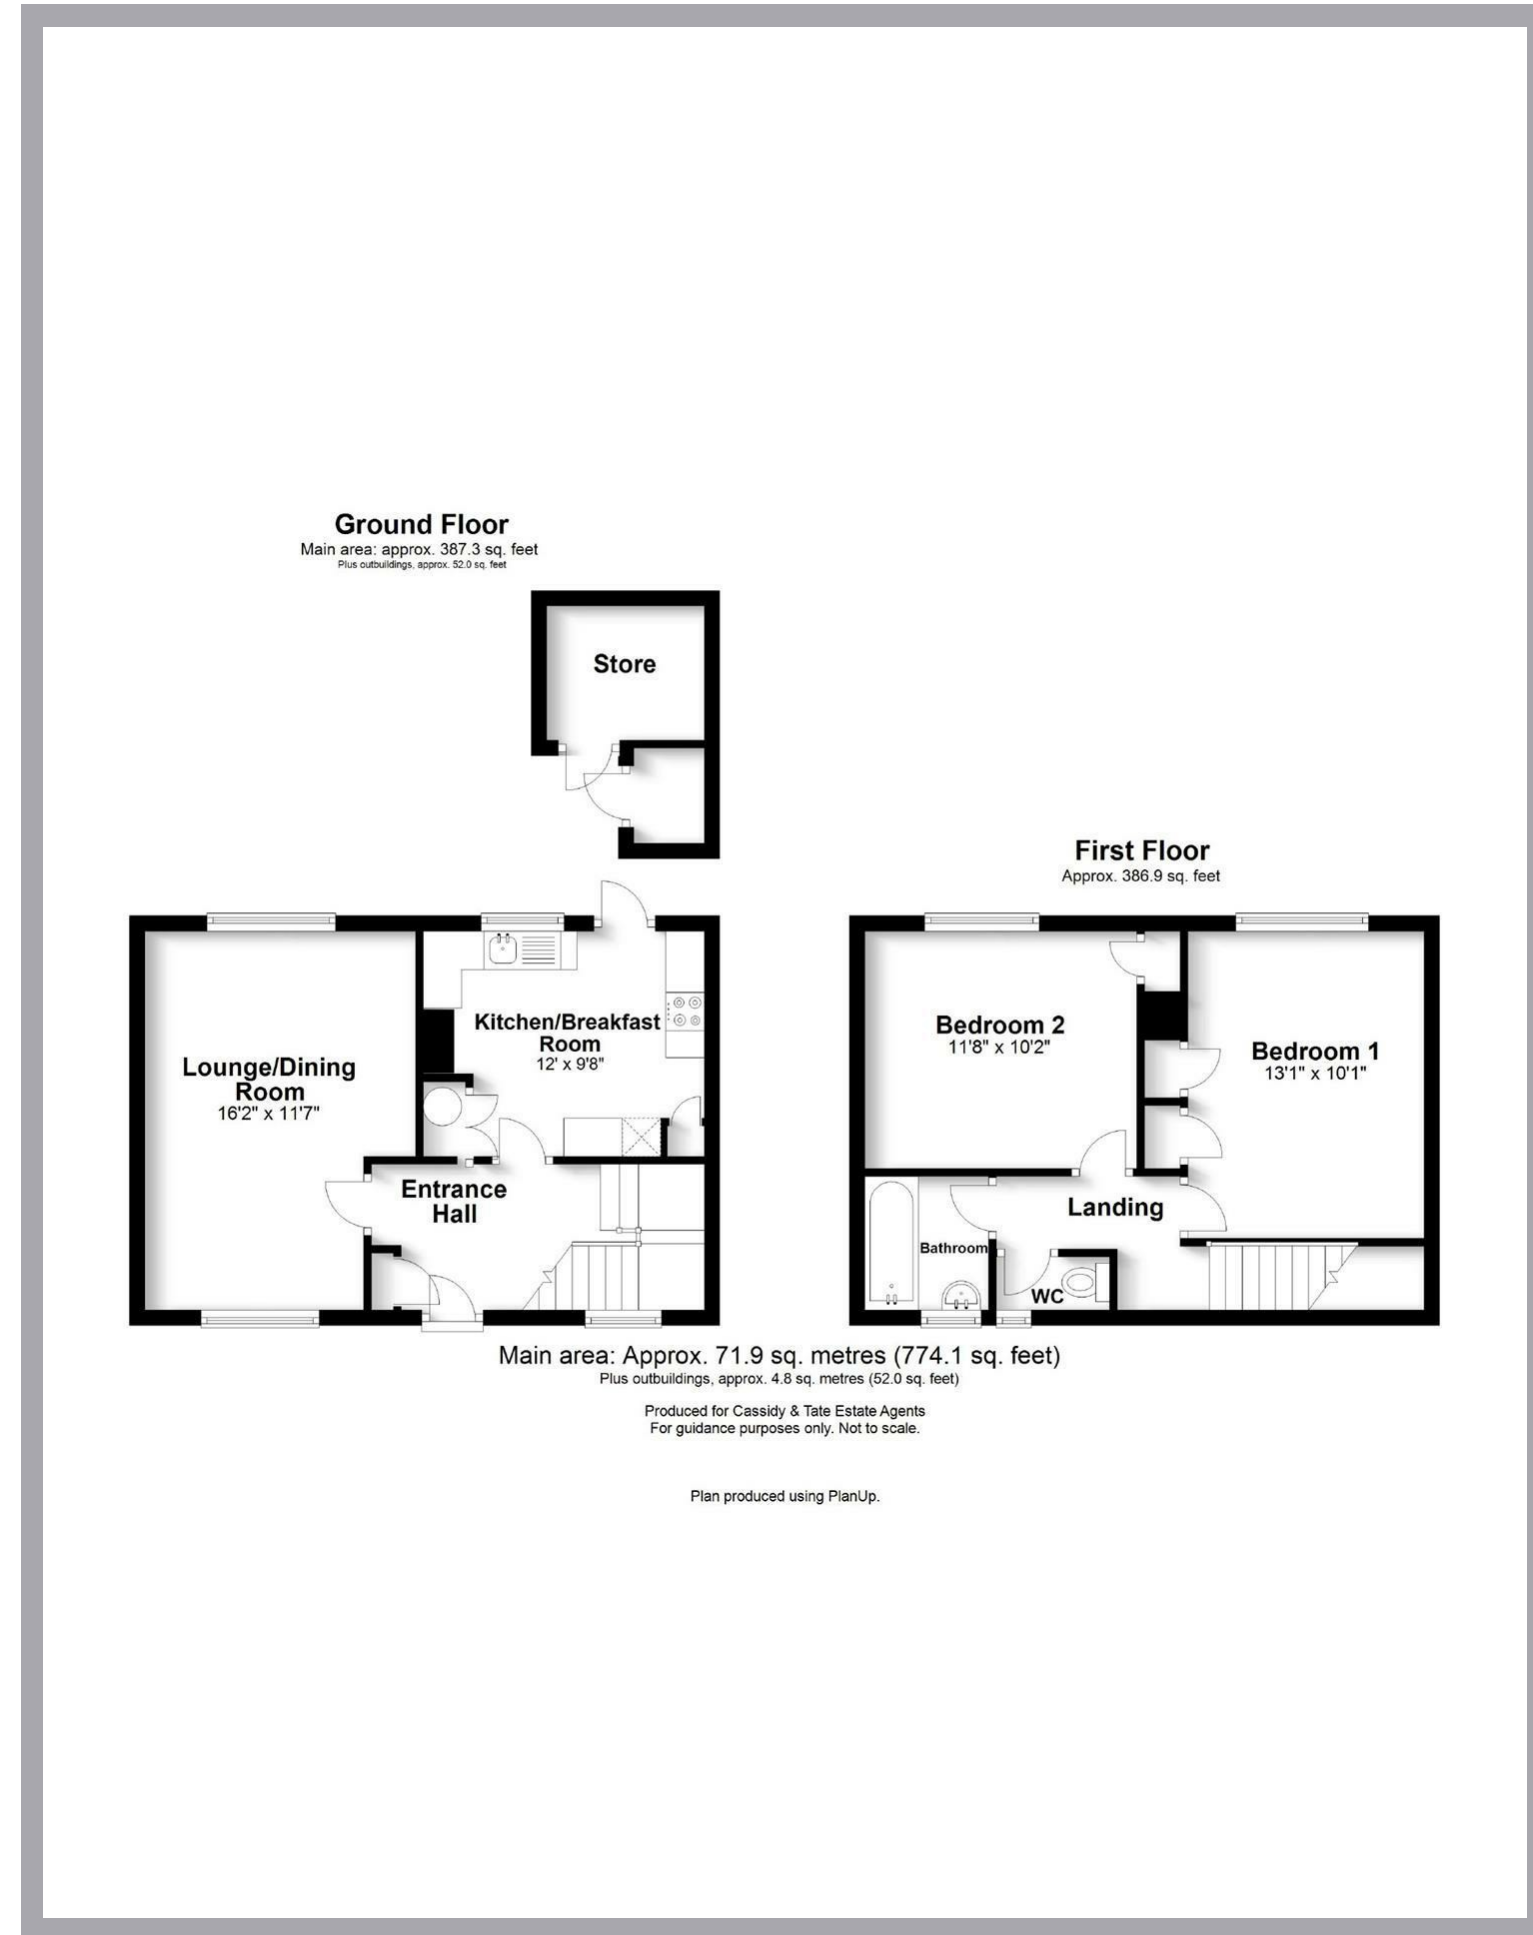 Ground Floor
Main area: approx. 387.3 sq. feet
Plus outbuildings, approx. 52.0 sq. feet
Store
First Floor
Approx. 386.9 sq. feet
Lounge/Dining
Room
16'2" x 11'7"
Kitchen/Breakfast
Room
12' x 9'8"
Entrance
Hall
Bedroom 2
11'8" x 10'2"
Bedroom 1
13'1" x 10'1"
Landing
Bathroom
WC
Main area: Approx. 71.9 sq. metres (774.1 sq. feet)
Plus outbuildings, approx. 4.8 sq. metres (52.0 sq. feet)
Produced for Cassidy & Tate Estate Agents
For guidance purposes only. Not to scale.
Plan produced using PlanUp.